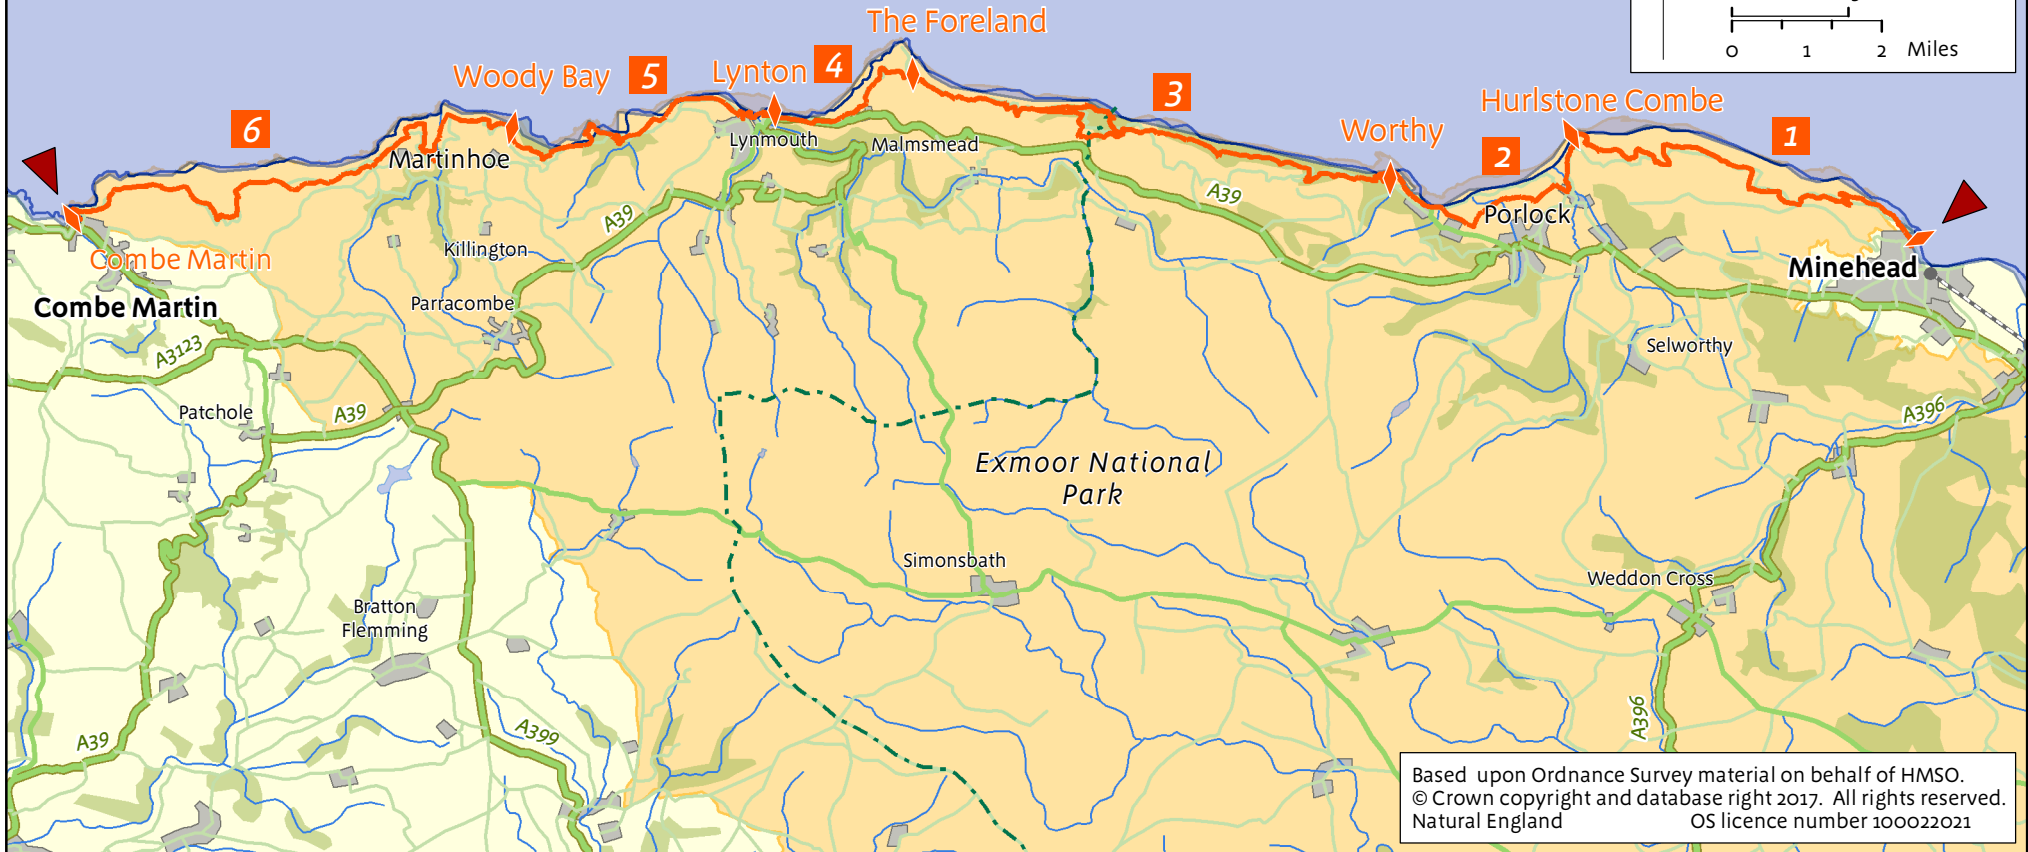 The Foreland
0 1 2 Miles
Woody Bay
5
Lynton
4
3
Hurlstone Combe
6
Worthy
1
2
Lynmouth
Malmsmead
Martinhoe
A39
A39
Porlock
Killington
Combe Martin
Minehead
Combe Martin
Parracombe
A3123
Selworthy
Patchole
A39
A396
Exmoor National
Park
Simonsbath
Weddon Cross
Bratton
Flemming
A396
A39
A399
Based upon Ordnance Survey material on behalf of HMSO.
© Crown copyright and database right 2017. All rights reserved.
Natural England OS licence number 100022021